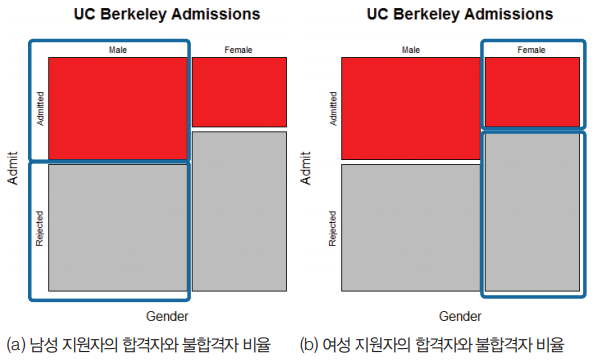 UC Berkeley Admissions
Male Female
Admitted
Rejected
Admit
Gender
(a) 남성 지원자의 합격자와 불합격자 비율
UC Berkeley Admissions
Male Female
Admitted
Rejected
Admit
Gender
(b) 여성 지원자의 합격자와 불합격자 비율